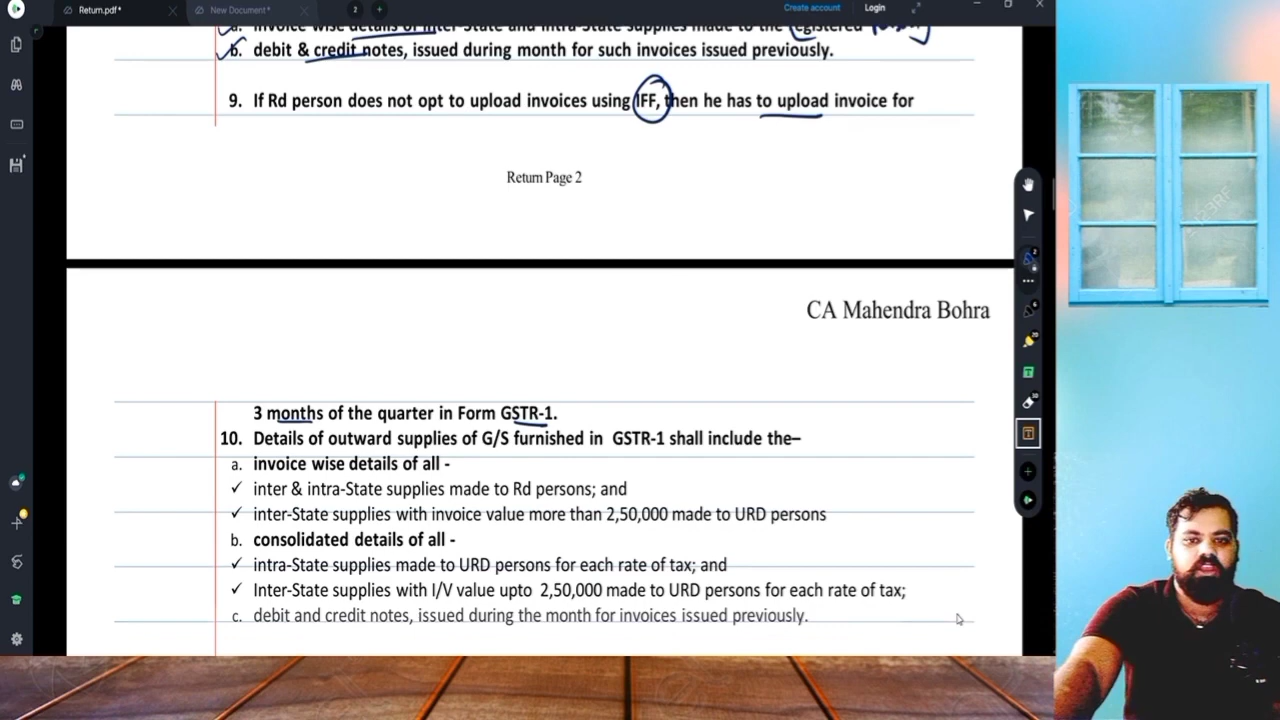 Return.pdf*
New Document*
2
Create account
Login
debit & credit notes, issued during month for such invoices issued previously.
9. If Rd person does not opt to upload invoices using IFF, then he has to upload invoice for
Return Page 2
CA Mahendra Bohra
3 months of the quarter in Form GSTR-1.
10. Details of outward supplies of G/S furnished in GSTR-1 shall include the–
a. invoice wise details of all -
✓ inter & intra-State supplies made to Rd persons; and
✓ inter-State supplies with invoice value more than 2,50,000 made to URD persons
b. consolidated details of all -
✓ intra-State supplies made to URD persons for each rate of tax; and
✓ Inter-State supplies with I/V value upto 2,50,000 made to URD persons for each rate of tax;
c. debit and credit notes, issued during the month for invoices issued previously.
123RF